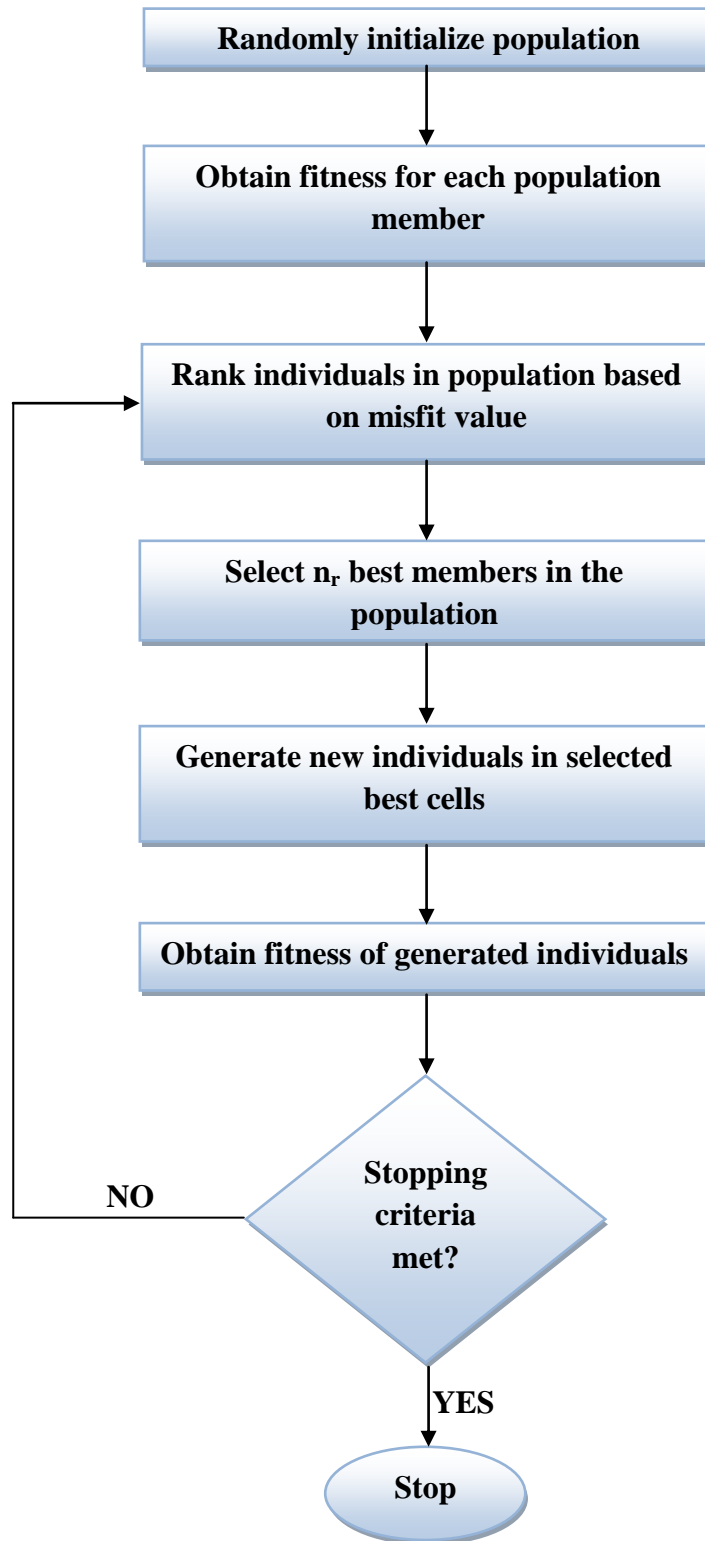 Randomly initialize population
Obtain fitness for each population
member
Rank individuals in population based
on misfit value
Select nᵣ best members in the
population
Generate new individuals in selected
best cells
Obtain fitness of generated individuals
Stopping
criteria
met?
NO
YES
Stop